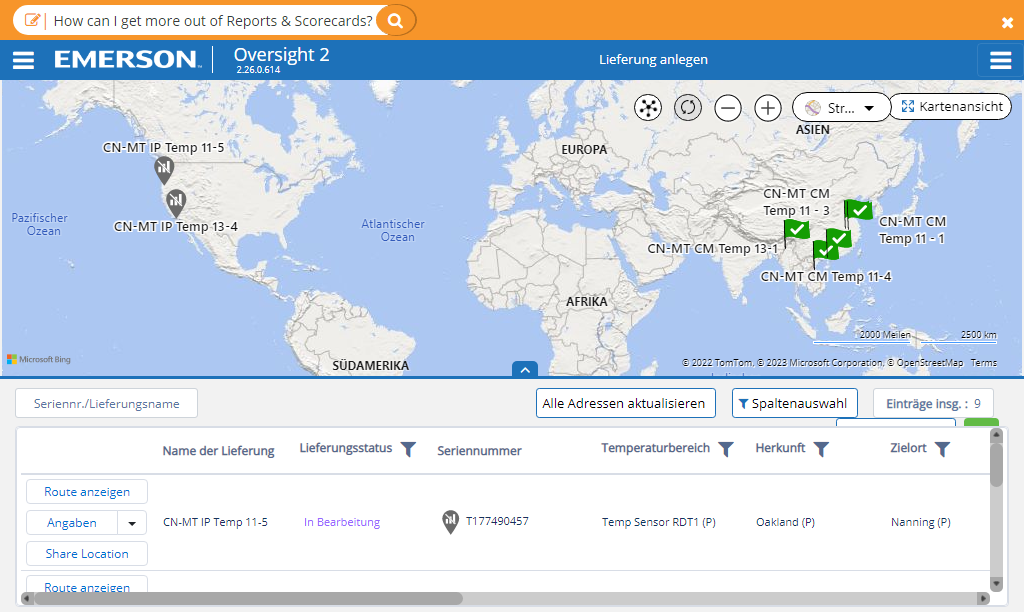 How can I get more out of Reports & Scorecards?
EMERSON
Oversight 2
2.26.0.614
Lieferung anlegen
Str...
Kartenansicht
ASIEN
EUROPA
CN-MT IP Temp 11-5
CN-MT IP Temp 13-4
Pazifischer
Ozean
Atlantischer
Ozean
CN-MT CM
Temp 11 - 3
CN-MT CM
Temp 11 - 1
CN-MT CM Temp 13-1
CN-MT CM Temp 11-4
AFRIKA
SÜDAMERIKA
2000 Meilen
2500 km
Microsoft Bing
© 2022 TomTom, © 2023 Microsoft Corporation, © OpenStreetMap Terms
Seriennr./Lieferungsname
Alle Adressen aktualisieren
Spaltenauswahl
Einträge insg. : 9
Name der Lieferung
Lieferungsstatus
Seriennummer
Temperaturbereich
Herkunft
Zielort
Route anzeigen
Angaben
Share Location
CN-MT IP Temp 11-5
In Bearbeitung
T177490457
Temp Sensor RDT1 (P)
Oakland (P)
Nanning (P)
Route anzeigen